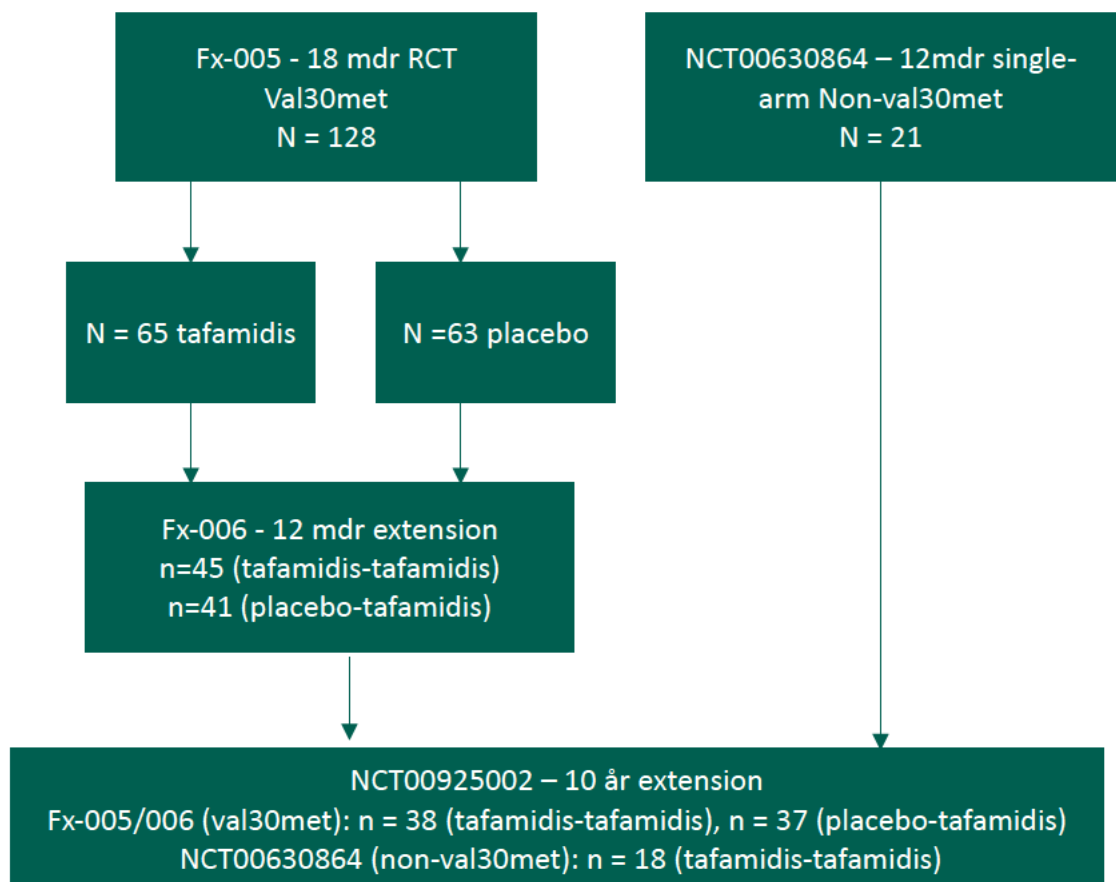 Fx-005 - 18 mdr RCT
Val30met
N = 128
NCT00630864 – 12mdr single-
arm Non-val30met
N = 21
N = 65 tafamidis
N =63 placebo
Fx-006 - 12 mdr extension
n=45 (tafamidis-tafamidis)
n=41 (placebo-tafamidis)
NCT00925002 – 10 år extension
Fx-005/006 (val30met): n = 38 (tafamidis-tafamidis), n = 37 (placebo-tafamidis)
NCT00630864 (non-val30met): n = 18 (tafamidis-tafamidis)